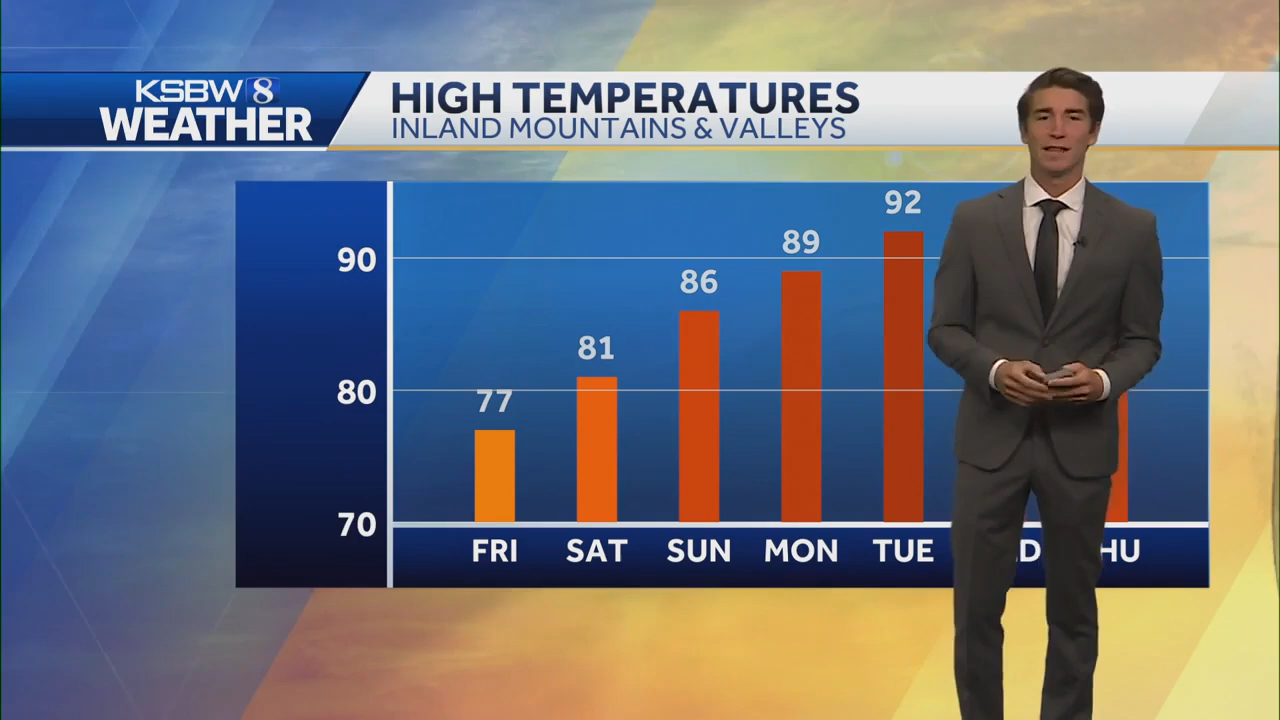 KSBW 8
WEATHER
HIGH TEMPERATURES
INLAND MOUNTAINS & VALLEYS
92
89
90
86
81
80
77
70
FRI SAT SUN MON TUE